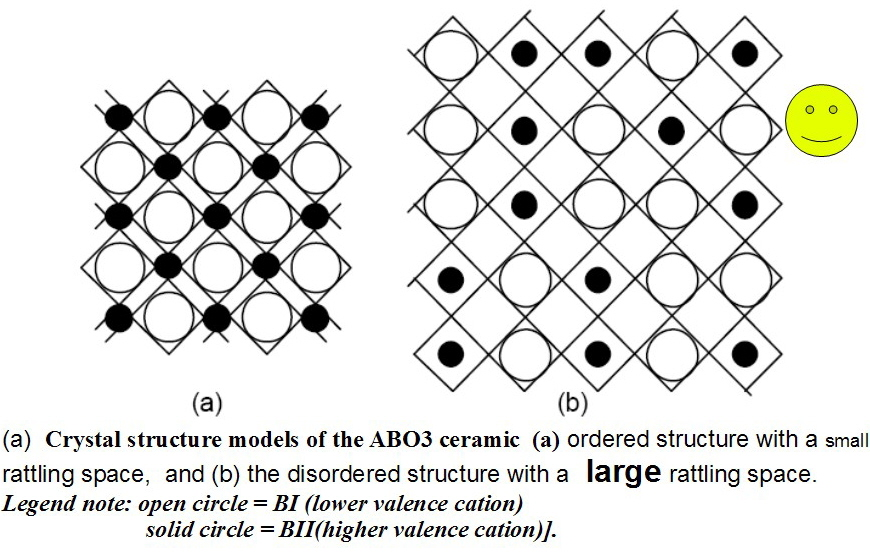 (a)
(b)
(a) Crystal structure models of the ABO3 ceramic (a) ordered structure with a small
rattling space, and (b) the disordered structure with a large rattling space.
Legend note: open circle = BI (lower valence cation)
solid circle = BII(higher valence cation)].